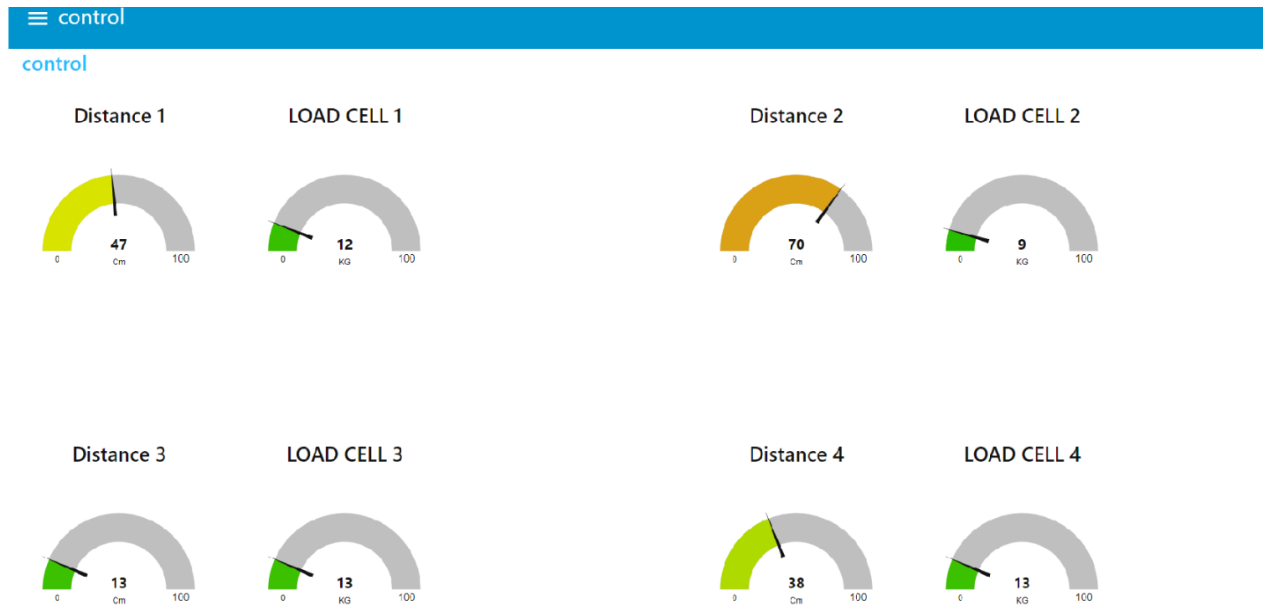 control
control
Distance 1
LOAD CELL 1
Distance 2
LOAD CELL 2
47
Cm
0
100
12
KG
0
100
70
Cm
0
100
9
KG
0
100
Distance 3
LOAD CELL 3
Distance 4
LOAD CELL 4
13
Cm
0
100
13
KG
0
100
38
Cm
0
100
13
KG
0
100